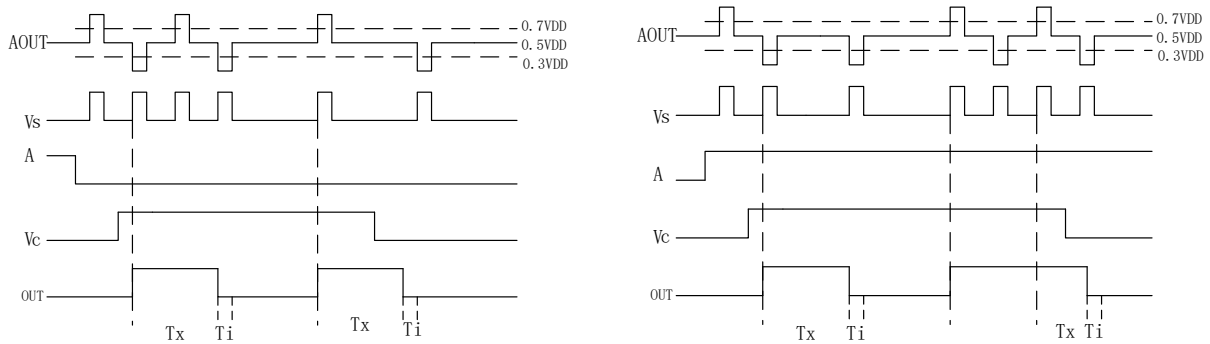 AOUT
0.7VDD
0.5VDD
0.3VDD
Vs
A
Vc
OUT
Tx
Ti
Tx
Ti
AOUT
0.7VDD
0.5VDD
0.3VDD
Vs
A
Vc
OUT
Tx
Ti
Tx
Ti